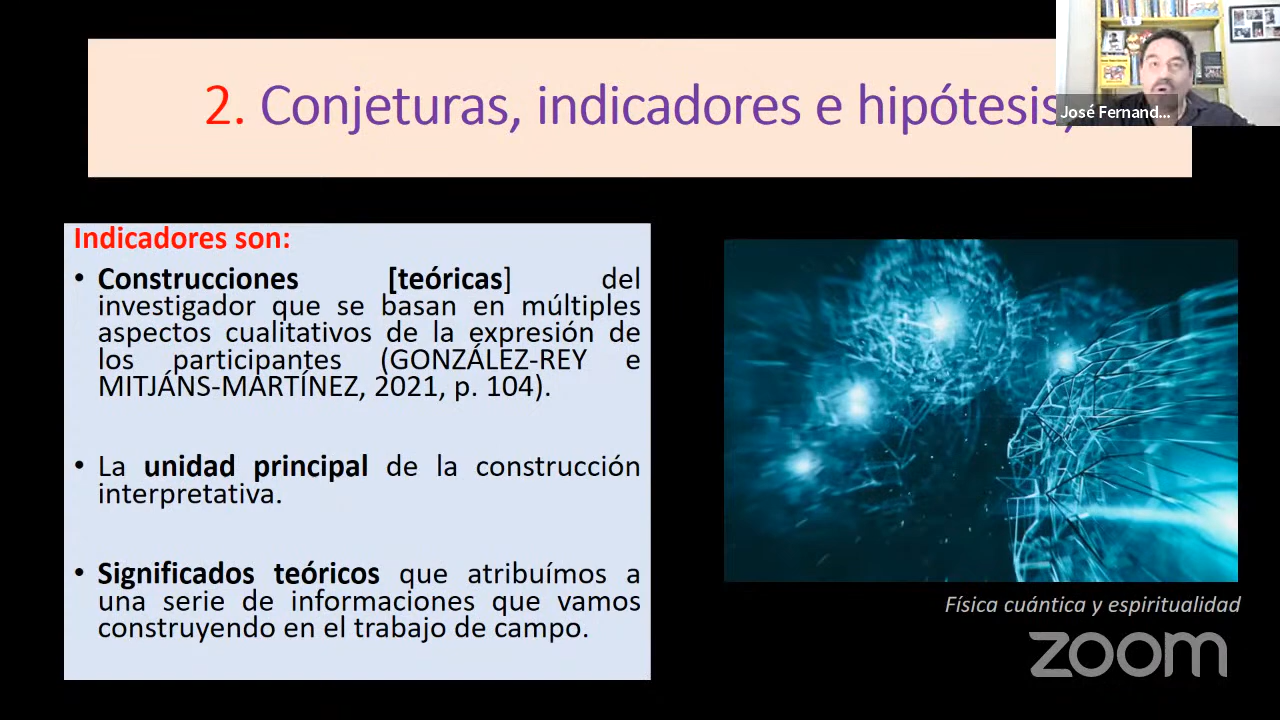 2. Conjeturas, indicadores e hipótesis,
José Fernand...
Indicadores son:
• Construcciones [teóricas] del
investigador que se basan en múltiples
aspectos cualitativos de la expresión de
los participantes (GONZÁLEZ-REY e
MITJÁNS-MARTÍNEZ, 2021, p. 104).
• La unidad principal de la construcción
interpretativa.
• Significados teóricos que atribuímos a
una serie de informaciones que vamos
construyendo en el trabajo de campo.
Física cuántica y espiritualidad
zoom